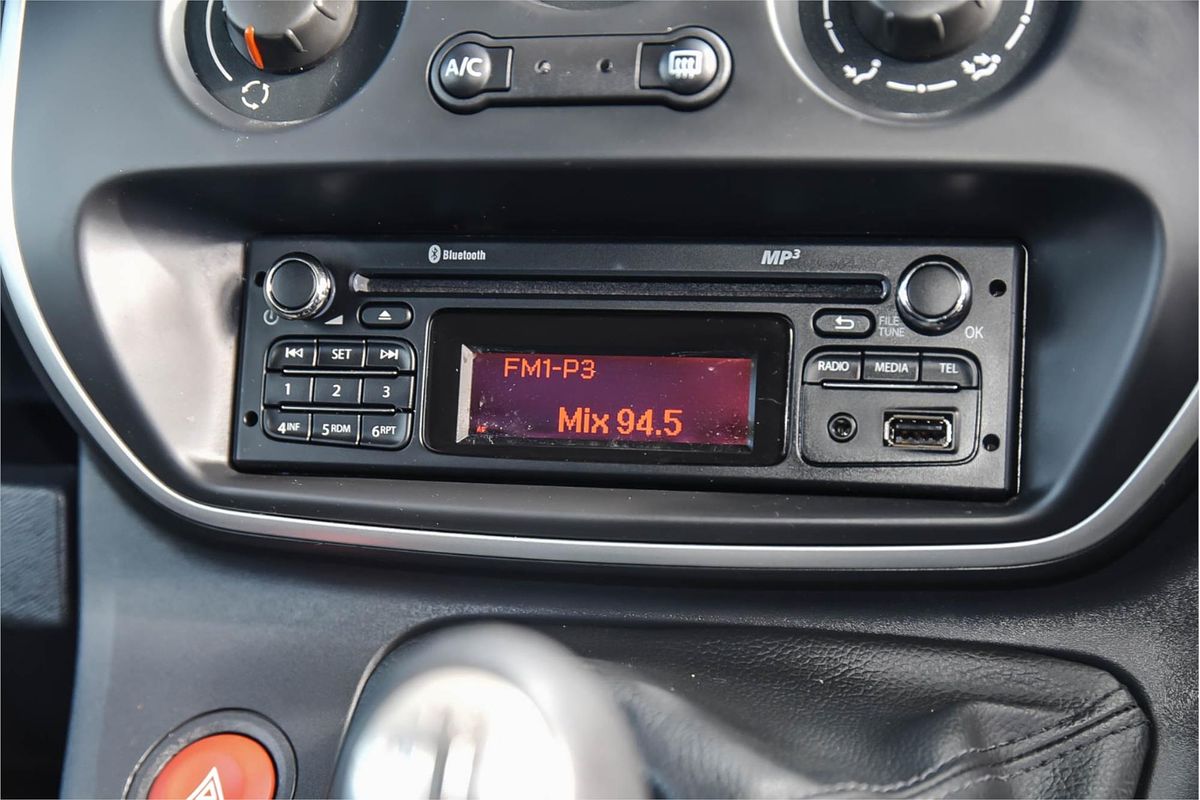 A/C
Bluetooth
MP3
FILE
TUNE
OK
SET
1 2 3
4INF 5RDM 6RPT
FM1-P3
Mix 94.5
RADIO MEDIA TEL